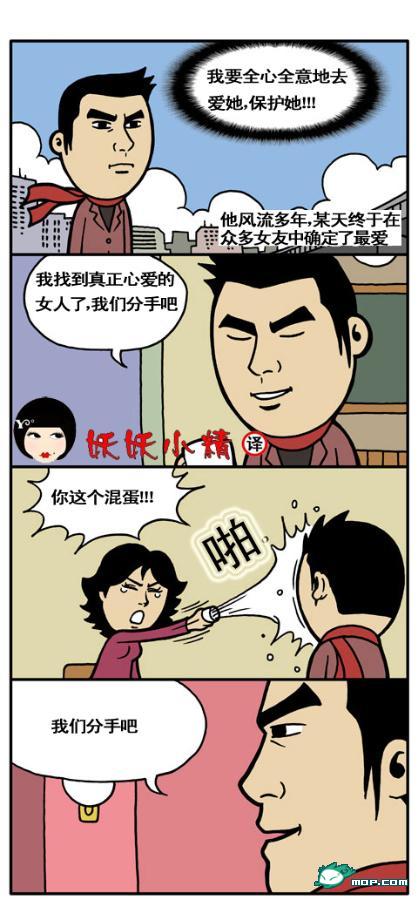 我要全心全意地去
爱她,保护她!!!
他风流多年,某天终于在
众多女友中确定了最爱
我找到真正心爱的
女人了,我们分手吧
妖妖小精 译
你这个混蛋!!!
啪
我们分手吧
MOP.COM